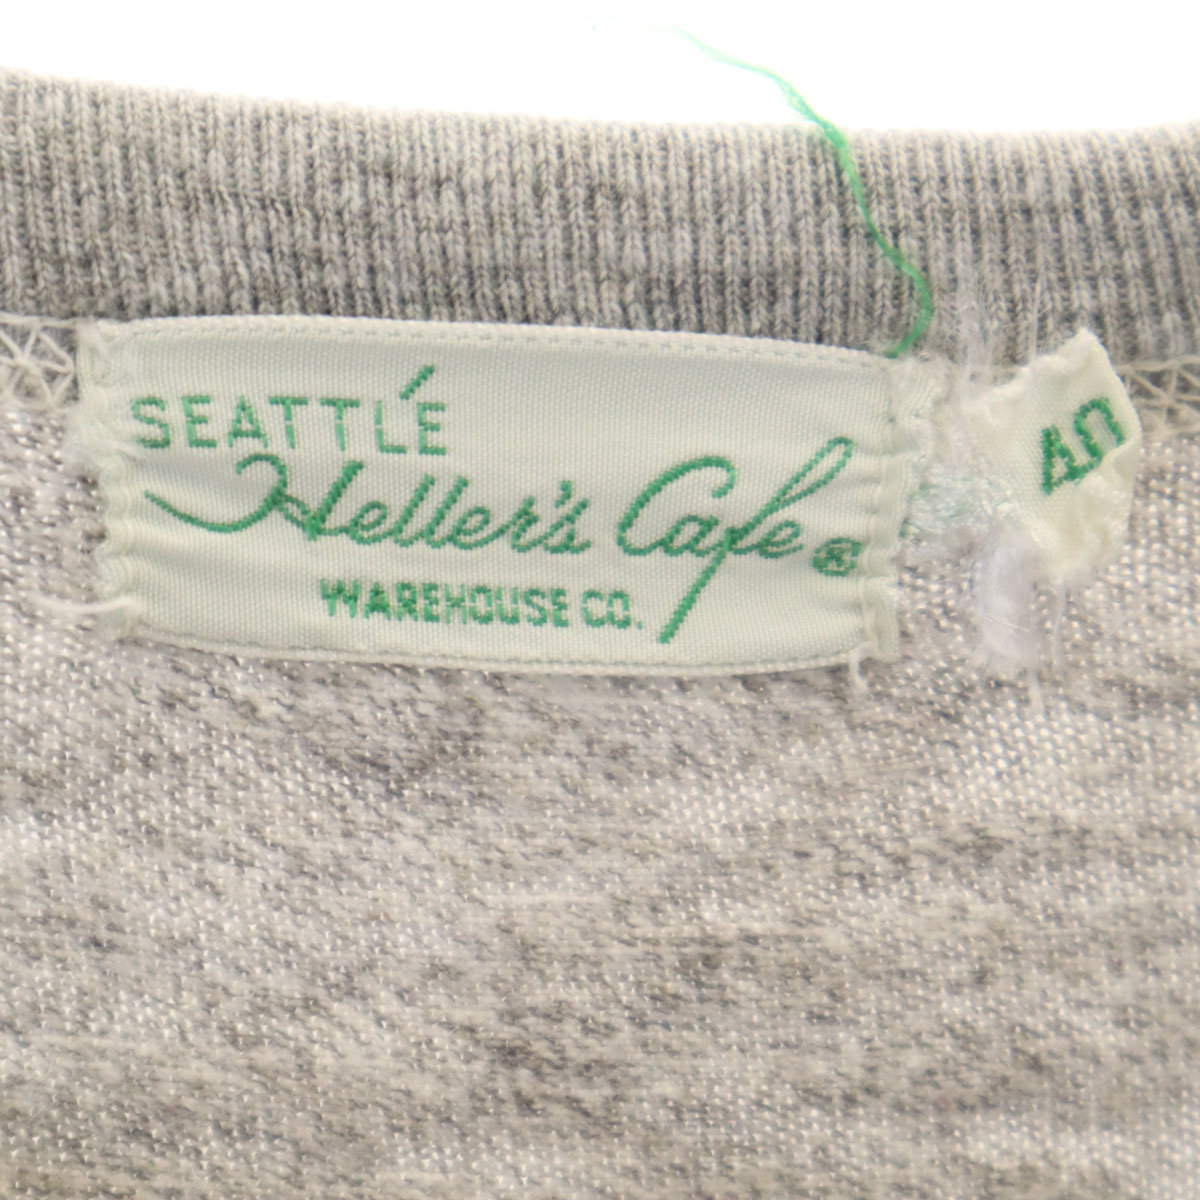 SEATTLE
Heller's Cafe ®
WAREHOUSE CO.
40